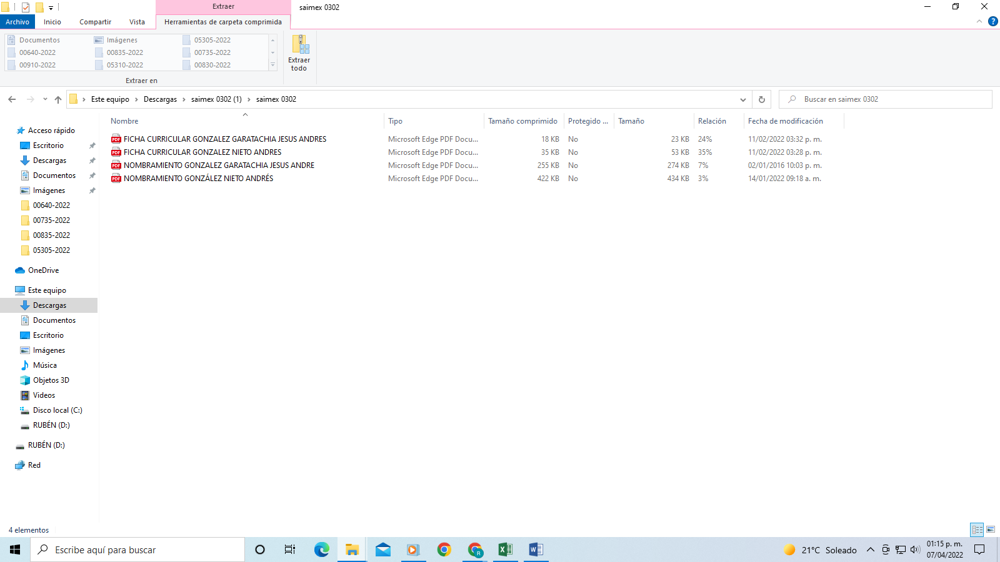 Extraer
saimex 0302
Archivo
Inicio
Compartir
Vista
Herramientas de carpeta comprimida
Documentos
Imágenes
05305-2022
00640-2022
00835-2022
00735-2022
00910-2022
05310-2022
00830-2022
Extraer en
Extraer
todo
Este equipo
Descargas
saimex 0302 (1)
saimex 0302
Buscar en saimex 0302
Nombre
Tipo
Tamaño comprimido
Protegido ...
Tamaño
Relación
Fecha de modificación
FICHA CURRICULAR GONZALEZ GARATACHIA JESUS ANDRES Microsoft Edge PDF Docu... 18 KB No 23 KB 24% 11/02/2022 03:32 p. m.
FICHA CURRICULAR GONZALEZ NIETO ANDRES Microsoft Edge PDF Docu... 35 KB No 53 KB 35% 11/02/2022 03:28 p. m.
NOMBRAMIENTO GONZALEZ GARATACHIA JESUS ANDRE Microsoft Edge PDF Docu... 255 KB No 274 KB 7% 02/01/2016 10:03 p. m.
NOMBRAMIENTO GONZÁLEZ NIETO ANDRÉS Microsoft Edge PDF Docu... 422 KB No 434 KB 3% 14/01/2022 09:18 a. m.
Acceso rápido
Escritorio
Descargas
Documentos
Imágenes
00640-2022
00735-2022
00835-2022
05305-2022
OneDrive
Este equipo
Descargas
Documentos
Escritorio
Imágenes
Música
Objetos 3D
Videos
Disco local (C:)
RUBÉN (D:)
RUBÉN (D:)
Red
4 elementos
Escribe aquí para buscar
21°C Soleado
01:15 p. m.
07/04/2022